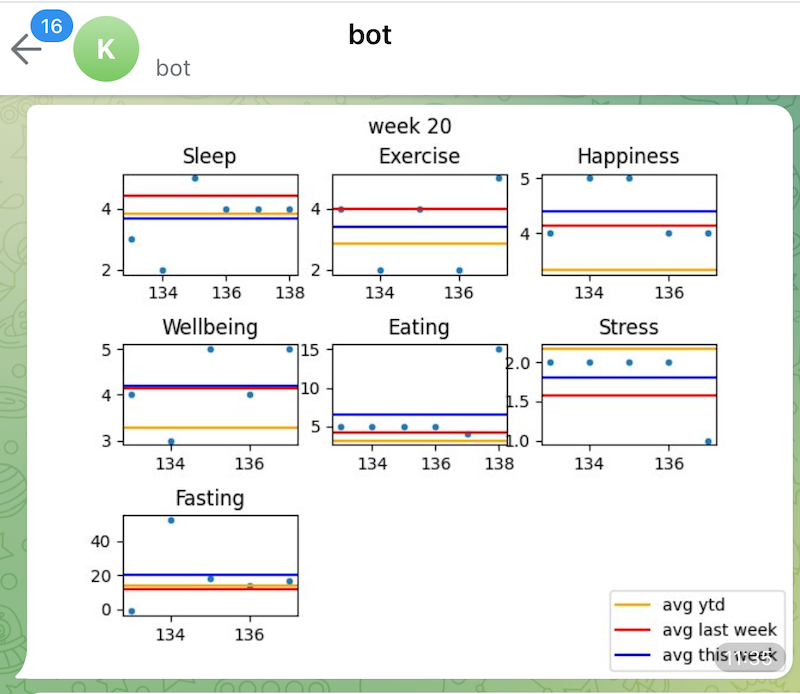 16
K
bot
bot
week 20
Sleep Exercise Happiness
4
2
134 136 138
4
2
134 136
5
4
134 136
Wellbeing Eating Stress
5
4
3
134 136
15
10
5
134 136 138
2.0
1.5
1.0
134 136
Fasting
40
20
0
134 136
avg ytd
avg last week
avg this week
11:35